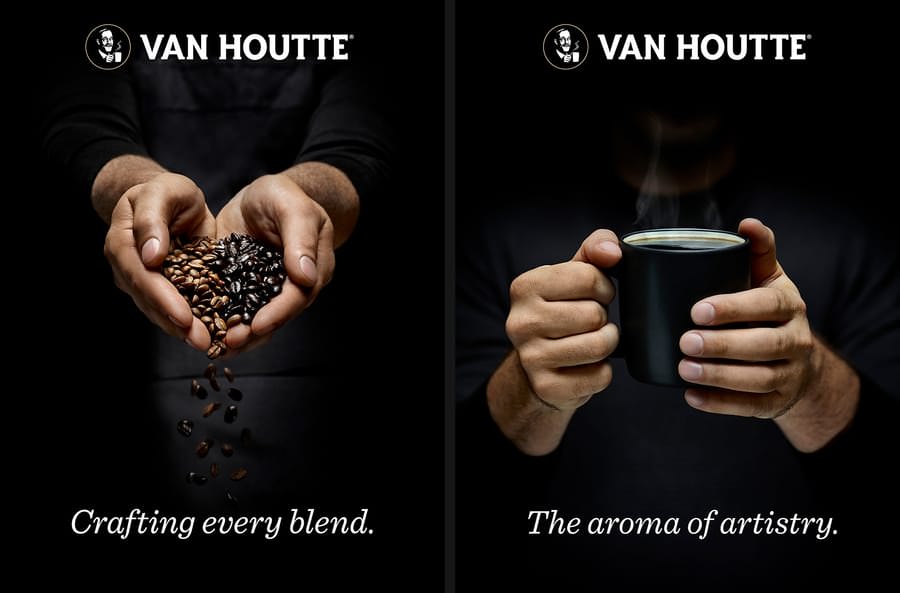 VAN HOUTTE®
Crafting every blend.
VAN HOUTTE®
The aroma of artistry.